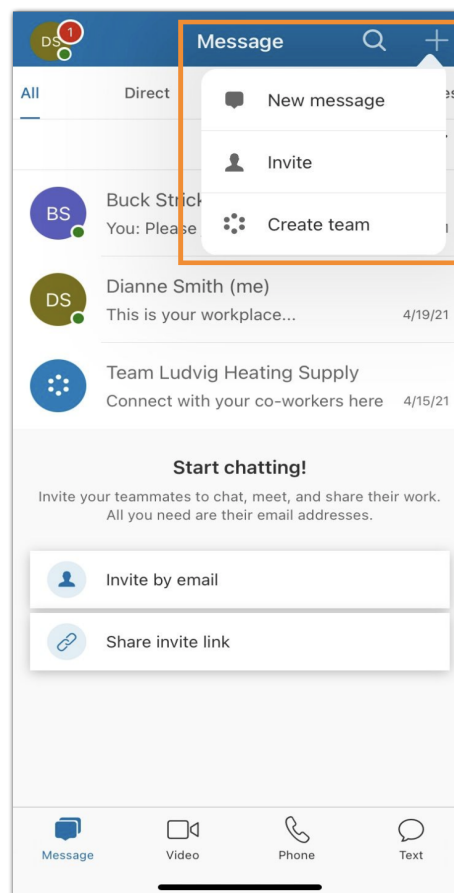 DS 1 Message
All Direct
New message
Invite
Create team
BS Buck Strick
You: Please
DS Dianne Smith (me)
This is your workplace... 4/19/21
Team Ludvig Heating Supply
Connect with your co-workers here 4/15/21
Start chatting!
Invite your teammates to chat, meet, and share their work.
All you need are their email addresses.
Invite by email
Share invite link
Message Video Phone Text